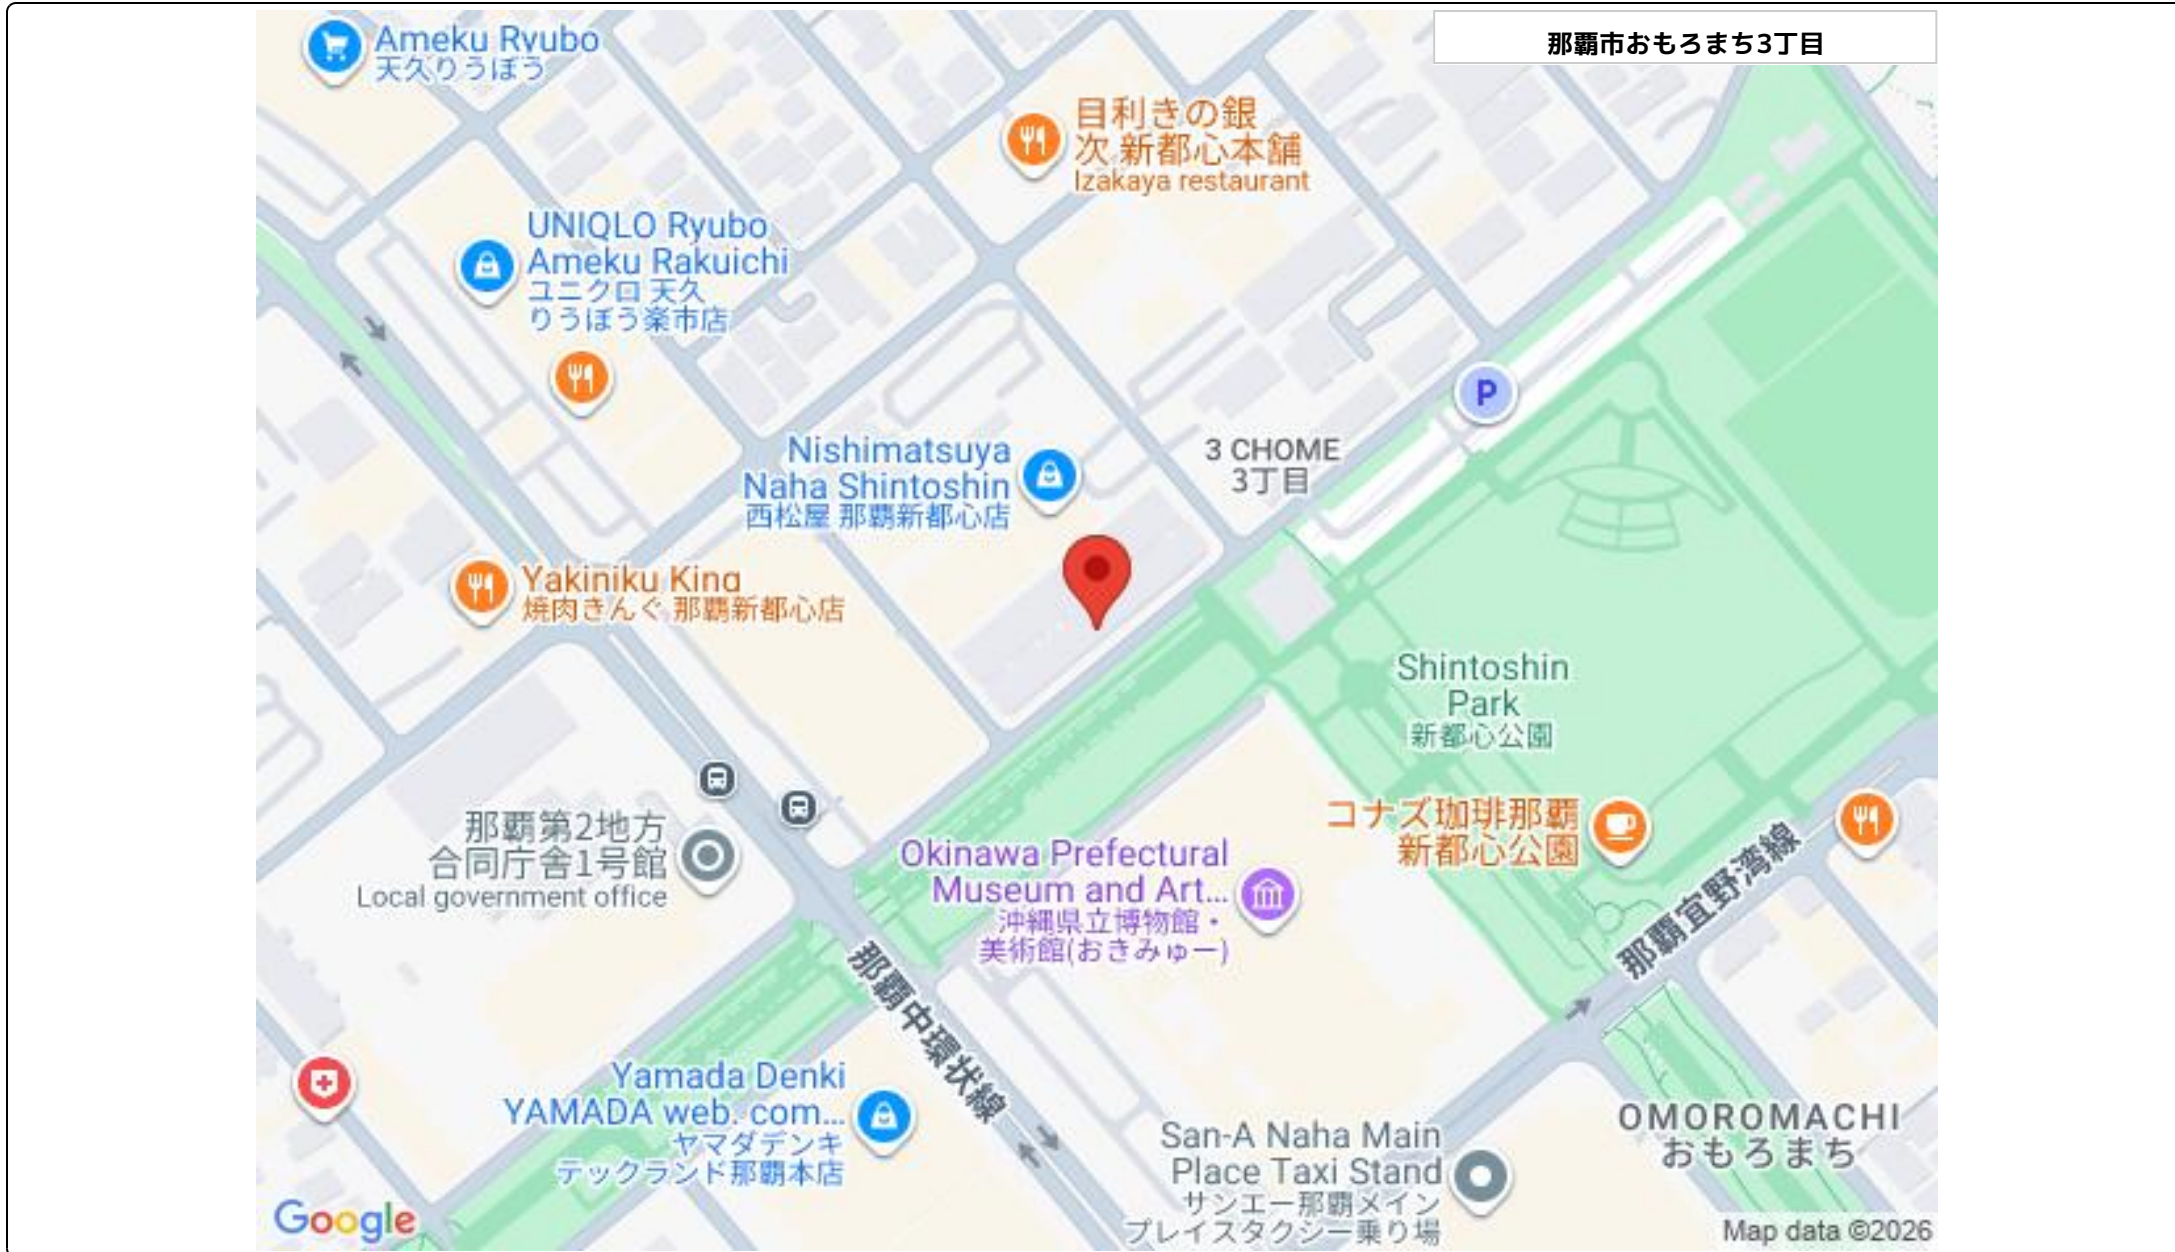 那覇市おもろまち3丁目
Ameku Ryubo
天久りうぼう
目利きの銀
次 新都心本舗
Izakaya restaurant
UNIQLO Ryubo
Ameku Rakuichi
ユニクロ 天久
りうぼう楽市店
P
Nishimatsuya
Naha Shintoshin
西松屋 那覇新都心店
3 CHOME
3丁目
Yakiniku King
焼肉きんぐ 那覇新都心店
Shintoshin
Park
新都心公園
那覇第2地方
合同庁舎1号館
Local government office
Okinawa Prefectural
Museum and Art...
沖縄県立博物館・
美術館(おきみゅー)
コナズ珈琲那覇
新都心公園
那覇宜野湾線
那覇中環状線
Yamada Denki
YAMADA web. com...
ヤマダデンキ
テックランド那覇本店
San-A Naha Main
Place Taxi Stand
サンエー那覇メイン
プレイスタクシー乗り場
OMOROMACHI
おもろまち
Google
Map data ©2026